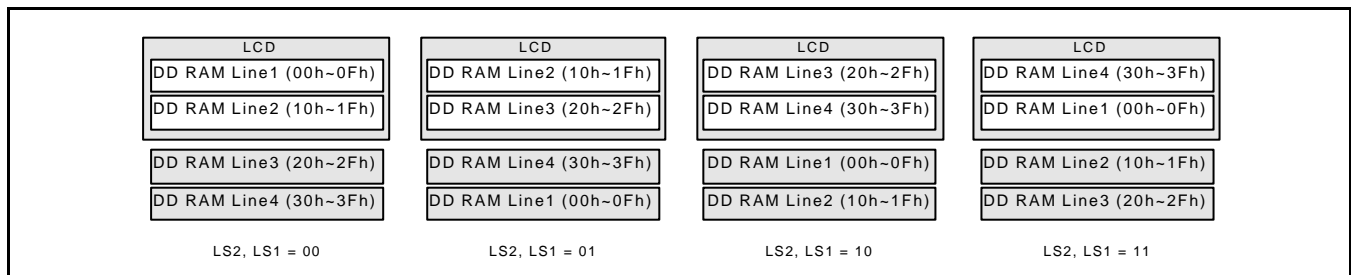 LCD
DD RAM Line1 (00h~0Fh)
DD RAM Line2 (10h~1Fh)
DD RAM Line3 (20h~2Fh)
DD RAM Line4 (30h~3Fh)
LS2, LS1 = 00
LCD
DD RAM Line2 (10h~1Fh)
DD RAM Line3 (20h~2Fh)
DD RAM Line4 (30h~3Fh)
DD RAM Line1 (00h~0Fh)
LS2, LS1 = 01
LCD
DD RAM Line3 (20h~2Fh)
DD RAM Line4 (30h~3Fh)
DD RAM Line1 (00h~0Fh)
DD RAM Line2 (10h~1Fh)
LS2, LS1 = 10
LCD
DD RAM Line4 (30h~3Fh)
DD RAM Line1 (00h~0Fh)
DD RAM Line2 (10h~1Fh)
DD RAM Line3 (20h~2Fh)
LS2, LS1 = 11